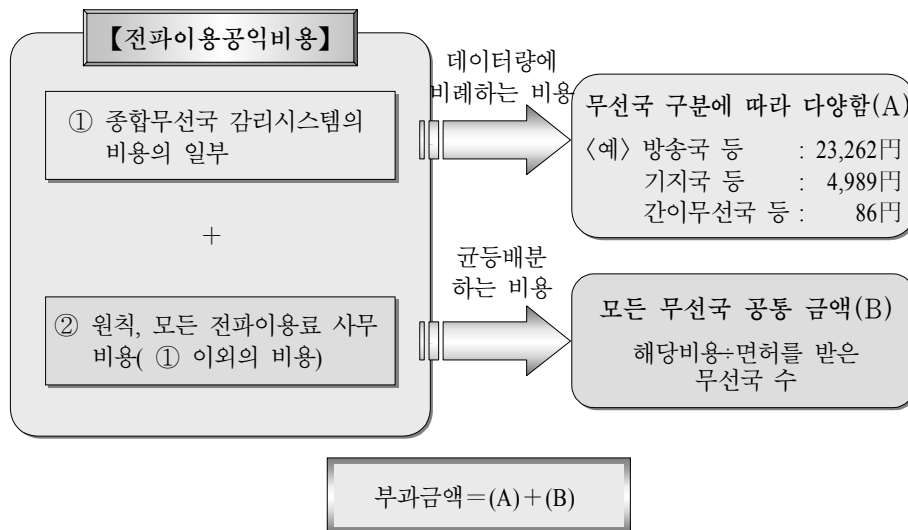 【전파이용공익비용】
① 종합무선국 감리시스템의
비용의 일부
+
② 원칙, 모든 전파이용료 사무
비용( ① 이외의 비용)
데이터량에
비례하는 비용
균등배분
하는 비용
무선국 구분에 따라 다양함(A)
〈예〉 방송국 등 : 23,262円
기지국 등 : 4,989円
간이무선국 등 : 86円
모든 무선국 공통 금액(B)
해당비용÷면허를 받은
무선국 수
부과금액=(A)+(B)